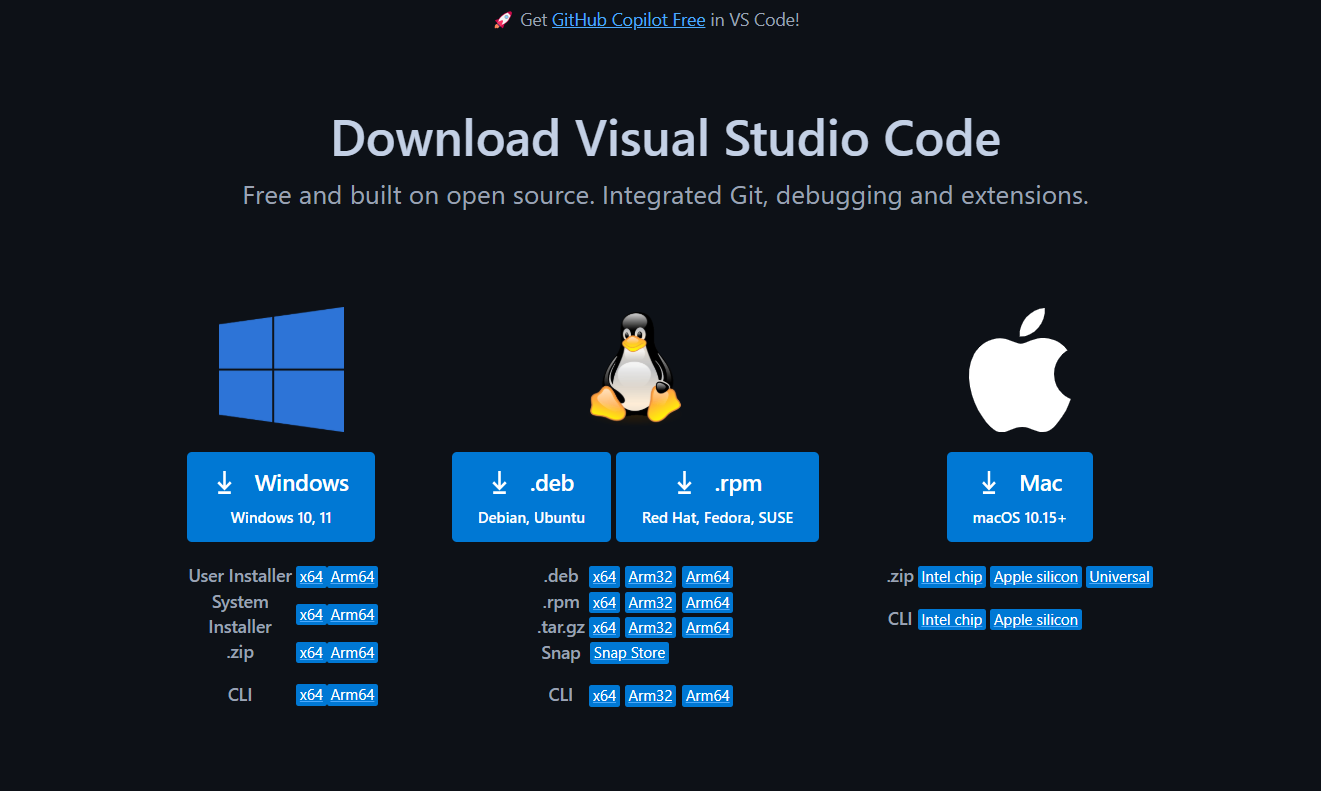 🚀 Get GitHub Copilot Free in VS Code!
Download Visual Studio Code
Free and built on open source. Integrated Git, debugging and extensions.
Windows
Windows 10, 11
User Installer x64 Arm64
System
Installer x64 Arm64
.zip x64 Arm64
CLI x64 Arm64
.deb
Debian, Ubuntu
.rpm
Red Hat, Fedora, SUSE
.deb x64 Arm32 Arm64
.rpm x64 Arm32 Arm64
.tar.gz x64 Arm32 Arm64
Snap Snap Store
CLI x64 Arm32 Arm64
Mac
macOS 10.15+
.zip Intel chip Apple silicon Universal
CLI Intel chip Apple silicon